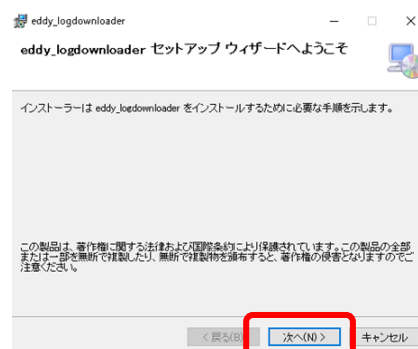 eddy_logdownloader
eddy_logdownloader セットアップ ウィザードへようこそ
インストーラーは eddy_logdownloader をインストールするために必要な手順を示します。
この製品は、著作権に関する法律および国際条約により保護されています。この製品の全部
または一部を無断で複製したり、無断で複製物を頒布すると、著作権の侵害となりますのでご
注意ください。
< 戻る(B) 次へ(N) > キャンセル